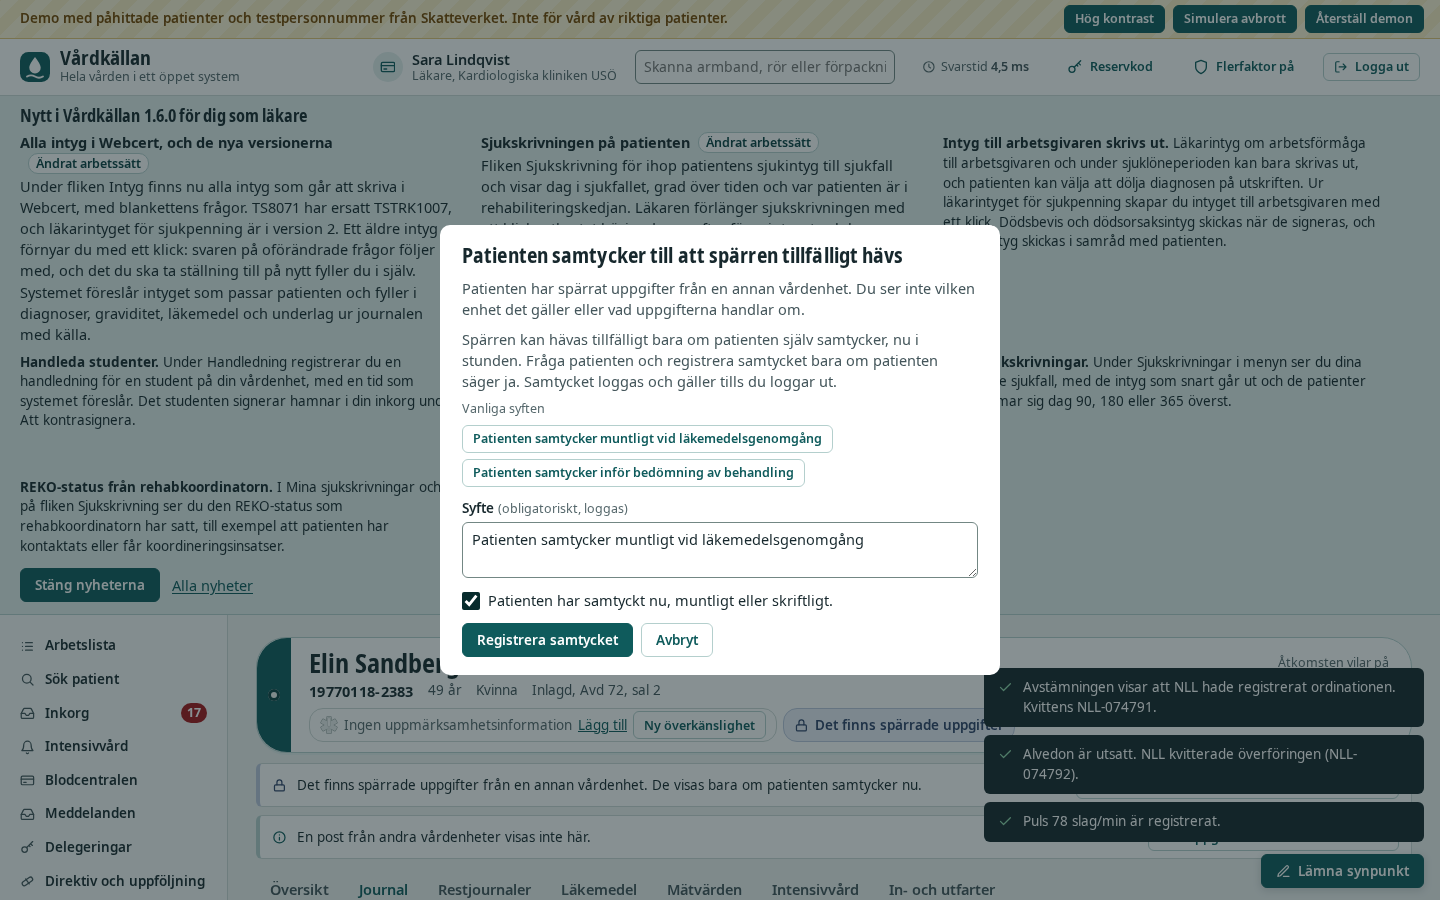 Demo med påhittade patienter och testpersonnummer från Skatteverket. Inte för vård av riktiga patienter.
Hög kontrast
Simulera avbrott
Återställ demon
Vårdkällan
Hela vården i ett öppet system
Sara Lindqvist
Läkare, Kardiologiska kliniken USÖ
Skanna armband, rör eller förpackni
Svarstid 4,5 ms
Reservkod
Flerfaktor på
Logga ut
Nytt i Vårdkällan 1.6.0 för dig som läkare
Alla intyg i Webcert, och de nya versionerna
Ändrat arbetssätt
Under fliken Intyg finns nu alla intyg som går att skriva i
Webcert, med blankettens frågor. TS8071 har ersatt TSTRK1007,
och läkarintyget för sjukpenning är i version 2. Ett äldre intyg
förnyar du med ett klick: svaren på oförändrade frågor följer
med, och det du ska ta ställning till på nytt fyller du i själv.
Systemet föreslår intyget som passar patienten och fyller i
diagnoser, graviditet, läkemedel och underlag ur journalen
med källa.
Sjukskrivningen på patienten
Ändrat arbetssätt
Fliken Sjukskrivning för ihop patientens sjukintyg till sjukfall
och visar dag i sjukfallet, grad över tiden och var patienten är i
rehabiliteringskedjan. Läkaren förlänger sjukskrivningen med
Intyg till arbetsgivaren skrivs ut. Läkarintyg om arbetsförmåga
till arbetsgivaren och under sjuklöneperioden kan bara skrivas ut,
och patienten kan välja att dölja diagnosen på utskriften. Ur
läkarintyget för sjukpenning skapar du intyget till arbetsgivaren med
ett klick. Dödsbevis och dödsorsaksintyg skickas när de signeras, och
tyg skickas i samråd med patienten.
Handleda studenter. Under Handledning registrerar du en
handledning för en student på din vårdenhet, med en tid som
systemet föreslår. Det studenten signerar hamnar i din inkorg und
Att kontrasignera.
kskrivningar. Under Sjukskrivningar i menyn ser du dina
e sjukfall, med de intyg som snart går ut och de patienter
mar sig dag 90, 180 eller 365 överst.
REKO-status från rehabkoordinatorn. I Mina sjukskrivningar och
på fliken Sjukskrivning ser du den REKO-status som
rehabkoordinatorn har satt, till exempel att patienten har
kontaktats eller får koordineringsinsatser.
Stäng nyheterna
Alla nyheter
Patienten samtycker till att spärren tillfälligt hävs
Patienten har spärrat uppgifter från en annan vårdenhet. Du ser inte vilken
enhet det gäller eller vad uppgifterna handlar om.
Spärren kan hävas tillfälligt bara om patienten själv samtycker, nu i
stunden. Fråga patienten och registrera samtycket bara om patienten
säger ja. Samtycket loggas och gäller tills du loggar ut.
Vanliga syften
Patienten samtycker muntligt vid läkemedelsgenomgång
Patienten samtycker inför bedömning av behandling
Syfte (obligatoriskt, loggas)
Patienten samtycker muntligt vid läkemedelsgenomgång
Patienten har samtyckt nu, muntligt eller skriftligt.
Registrera samtycket
Avbryt
Arbetslista
Sök patient
Inkorg
17
Intensivvård
Blodcentralen
Meddelanden
Delegeringar
Direktiv och uppföljning
Elin Sandberg
19770118-2383
49 år
Kvinna
Inlagd, Avd 72, sal 2
Åtkomsten vilar på
Ingen uppmärksamhetsinformation
Lägg till
Ny överkänslighet
Det finns spärrade uppgifter
Det finns spärrade uppgifter från en annan vårdenhet. De visas bara om patienten samtycker nu.
En post från andra vårdenheter visas inte här.
Översikt
Journal
Restjournaler
Läkemedel
Mätvärden
Intensivvård
In- och utfarter
Avstämningen visar att NLL hade registrerat ordinationen.
Kvittens NLL-074791.
Alvedon är utsatt. NLL kvitterade överföringen (NLL-
074792).
Puls 78 slag/min är registrerat.
Lämna synpunkt